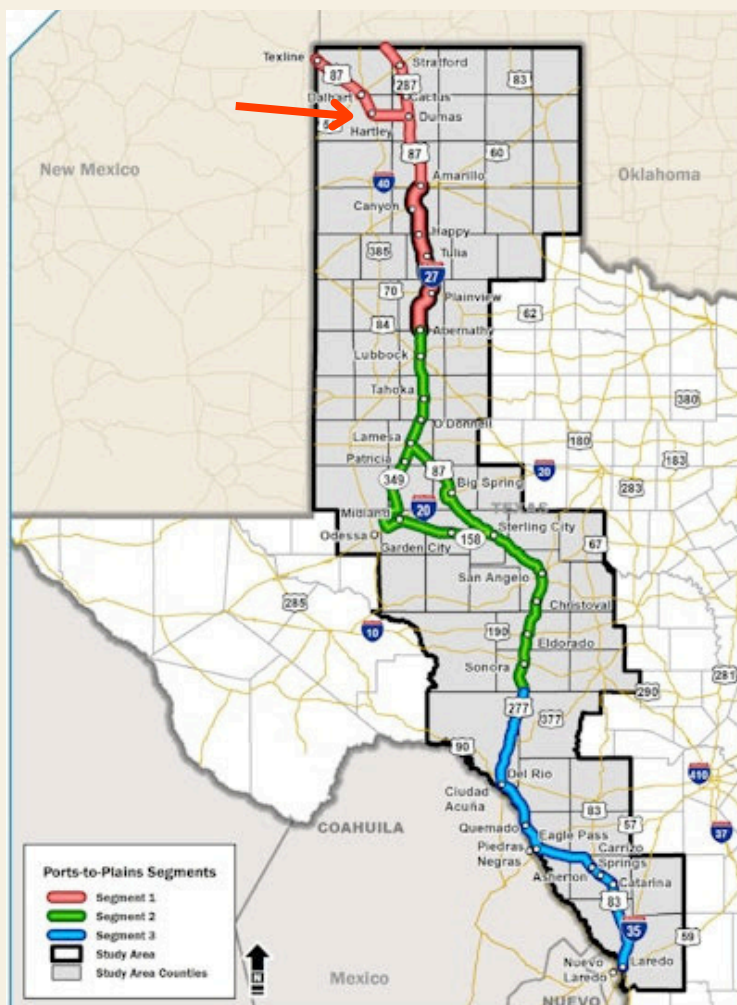 Texline
87
Stratford
287
83
Dalhart
Cactus
Dumas
Hartley
87
60
New Mexico
Amarillo
Oklahoma
40
Canyon
Happy
385
Tulia
27
70
Plainview
62
84
Abernathy
Lubbock
Tahoka
380
O'Donnell
Lamesa
180
Patricia
87
20
183
349
Big Spring
283
20
TEXAS
Midland
Sterling City
Odessa
158
67
Garden City
San Angelo
285
Christoval
10
190
Eldorado
Sonora
290
281
277
377
90
Del Rio
410
Ciudad
Acuña
83
COAHUILA
Quemado
57
Eagle Pass
37
Piedras
Negras
Carrizo
Springs
Asherton
Catarina
83
35
59
Laredo
Nuevo
Laredo
Mexico
NUEVO
Ports-to-Plains Segments
Segment 1
Segment 2
Segment 3
Study Area
Study Area Counties
N